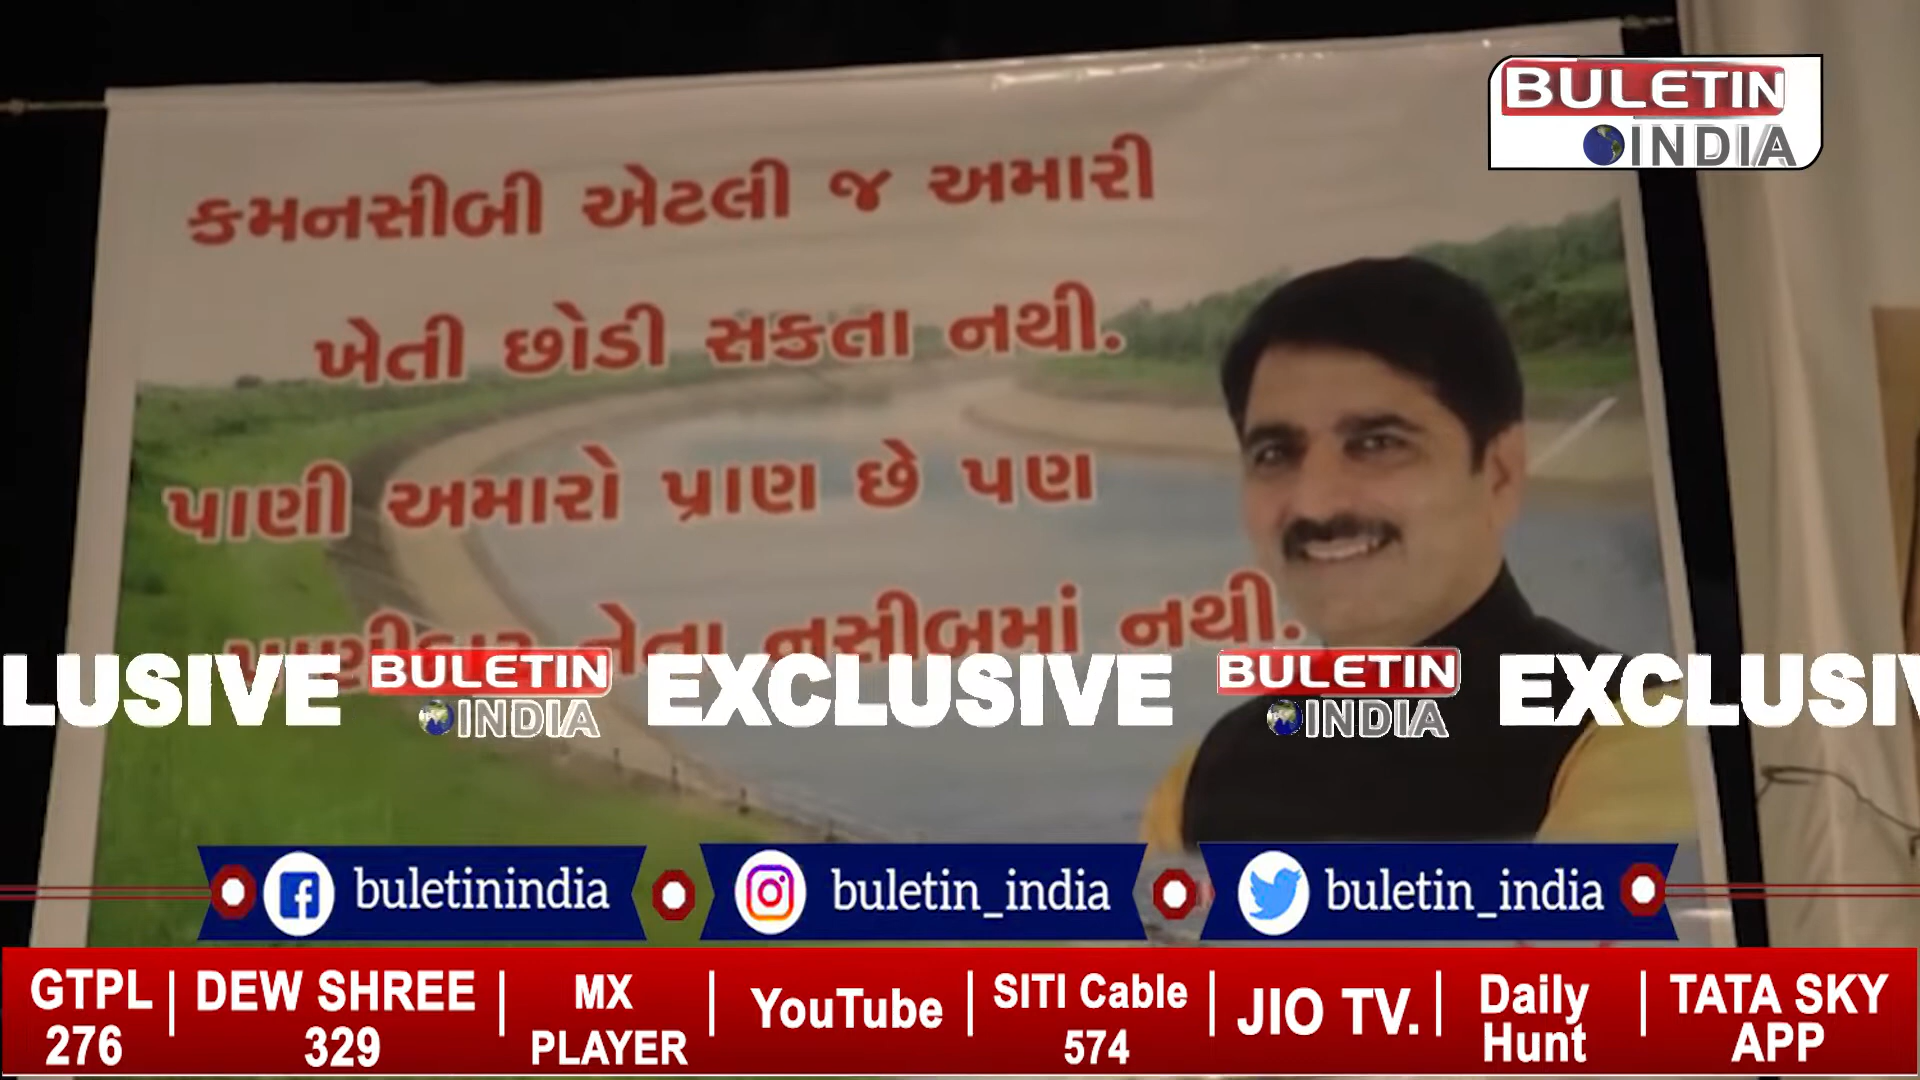 BULETIN
INDIA
કમનસીબી એટલી જ અમારી
ખેતી છોડી સકતા નથી.
પાણી અમારો પ્રાણ છે પણ
નેતા નસીબમાં નથી.
LUSIVE BULETIN INDIA EXCLUSIVE BULETIN INDIA EXCLUSIV
buletinindia buletin_india buletin_india
GTPL 276 | DEW SHREE 329 | MX PLAYER | YouTube | SITI Cable 574 | JIO TV. | Daily Hunt | TATA SKY APP